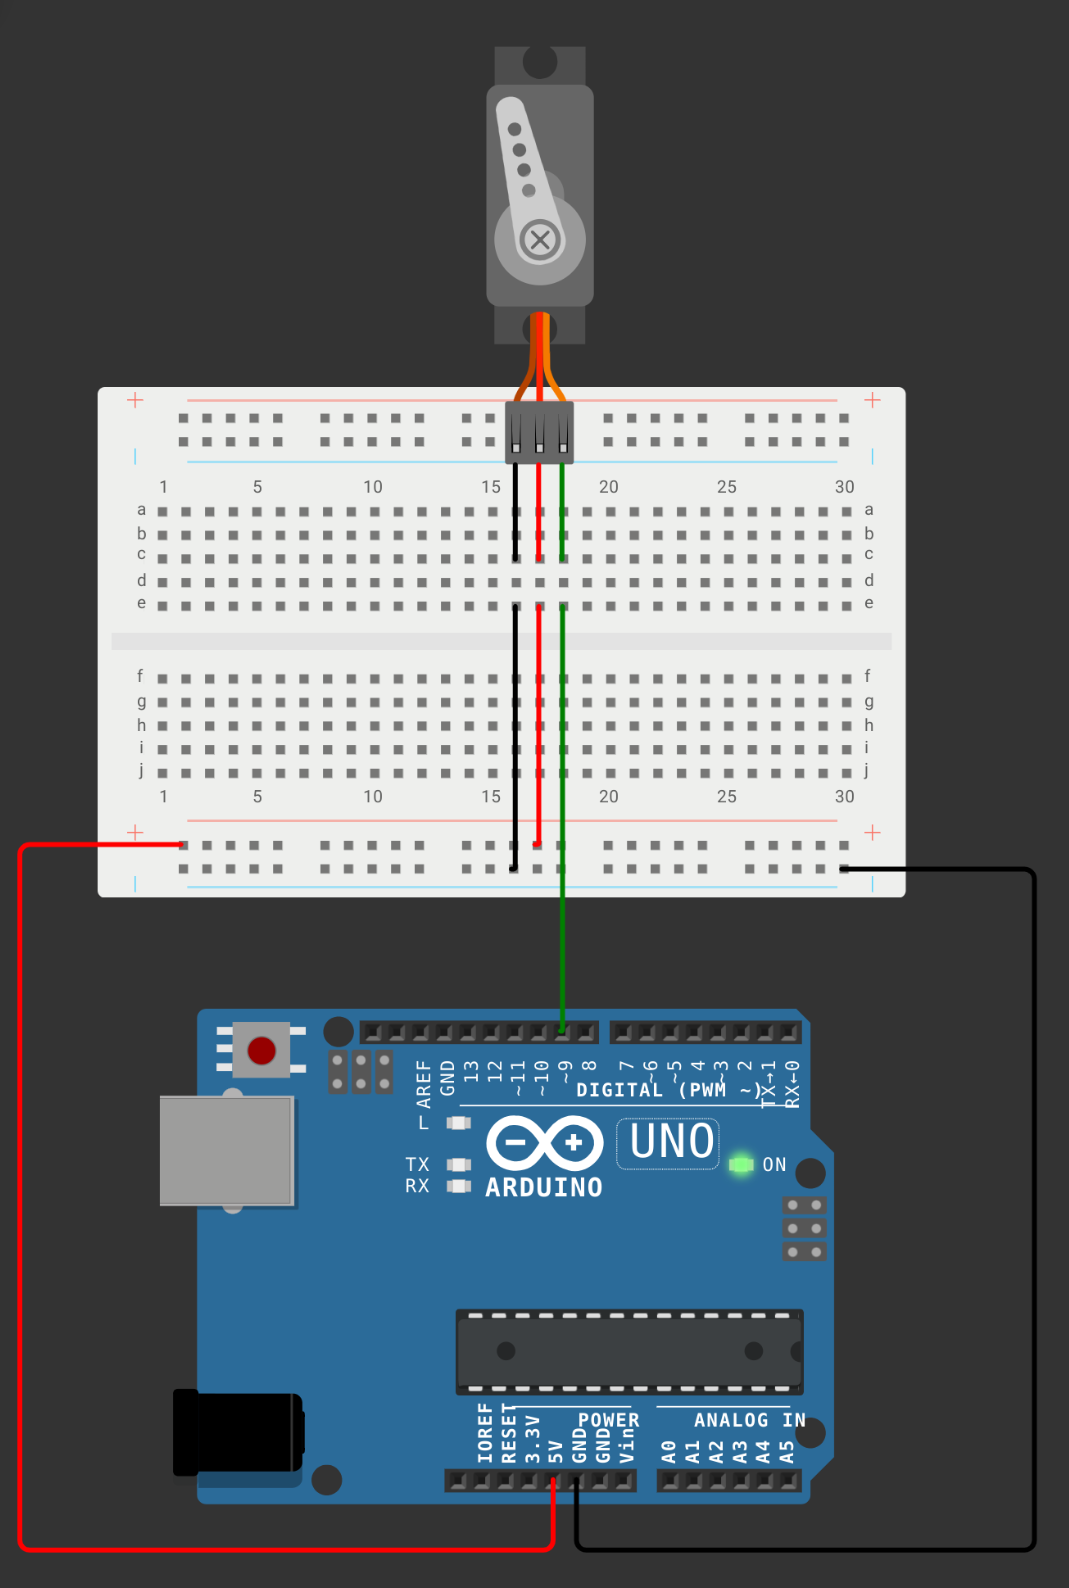 + +
| |
1 5 10 15 20 25 30
a a
b b
c c
d d
e e
f f
g g
h h
i i
j j
1 5 10 15 20 25 30
+ +
| |
AREF GND 13 12 ~11 ~10 ~9 8 7 ~6 ~5 4 ~3 2 TX→1 RX←0
DIGITAL (PWM ~)
L
UNO
TX ON
RX ARDUINO
POWER ANALOG IN
IOREF RESET 3.3V 5V GND GND Vin A0 A1 A2 A3 A4 A5